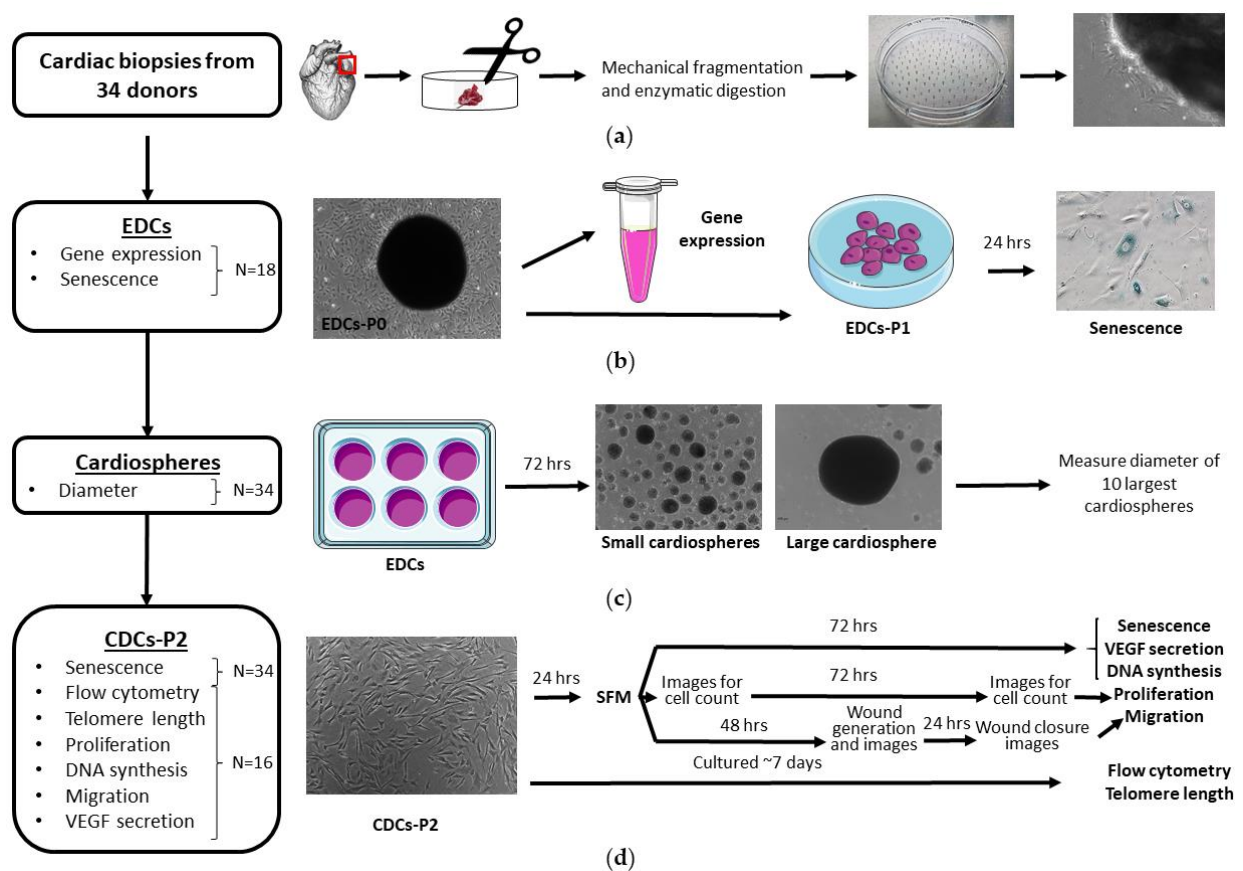 Cardiac biopsies from
34 donors
Mechanical fragmentation
and enzymatic digestion
(a)
EDCs
• Gene expression
• Senescence
N=18
EDCs-P0
Gene
expression
EDCs-P1
24 hrs
Senescence
(b)
Cardiospheres
• Diameter
N=34
EDCs
72 hrs
Small cardiospheres
Large cardiosphere
Measure diameter of
10 largest
cardiospheres
(c)
CDCs-P2
• Senescence
N=34
• Flow cytometry
• Telomere length
• Proliferation
• DNA synthesis
• Migration
• VEGF secretion
N=16
CDCs-P2
24 hrs
SFM
72 hrs
Senescence
VEGF secretion
DNA synthesis
Images for
cell count
72 hrs
Images for
cell count
Proliferation
Migration
48 hrs
Wound
generation
and images
24 hrs
Wound closure
images
Cultured ~7 days
Flow cytometry
Telomere length
(d)